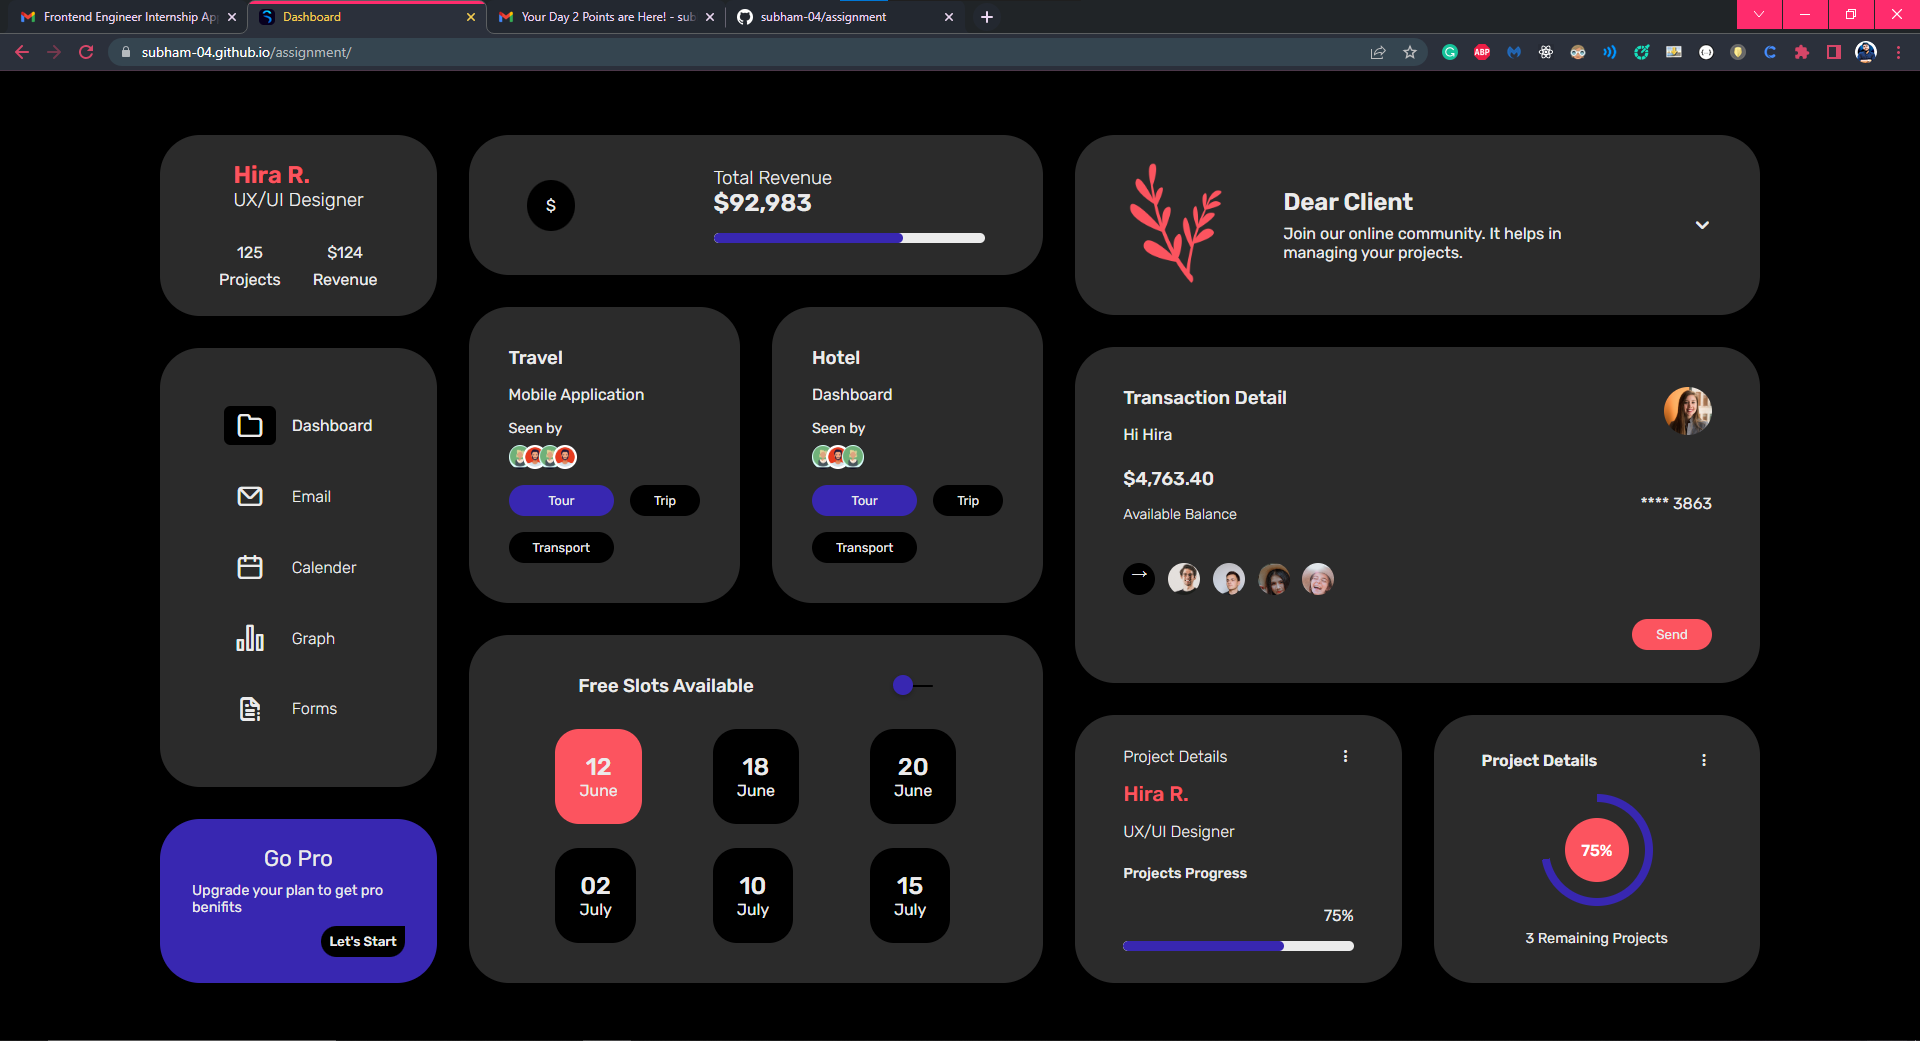 Frontend Engineer Internship Ap
Dashboard
Your Day 2 Points are Here! - sub
subham-04/assignment
subham-04.github.io/assignment/
ABP
Hira R.
UX/UI Designer
125
Projects
$124
Revenue
Dashboard
Email
Calender
Graph
Forms
Go Pro
Upgrade your plan to get pro
benifits
Let's Start
$
Total Revenue
$92,983
Travel
Mobile Application
Seen by
Tour
Trip
Transport
Hotel
Dashboard
Seen by
Tour
Trip
Transport
Free Slots Available
12
June
18
June
20
June
02
July
10
July
15
July
Dear Client
Join our online community. It helps in
managing your projects.
Transaction Detail
Hi Hira
$4,763.40
Available Balance
**** 3863
Send
Project Details
Hira R.
UX/UI Designer
Projects Progress
75%
Project Details
75%
3 Remaining Projects